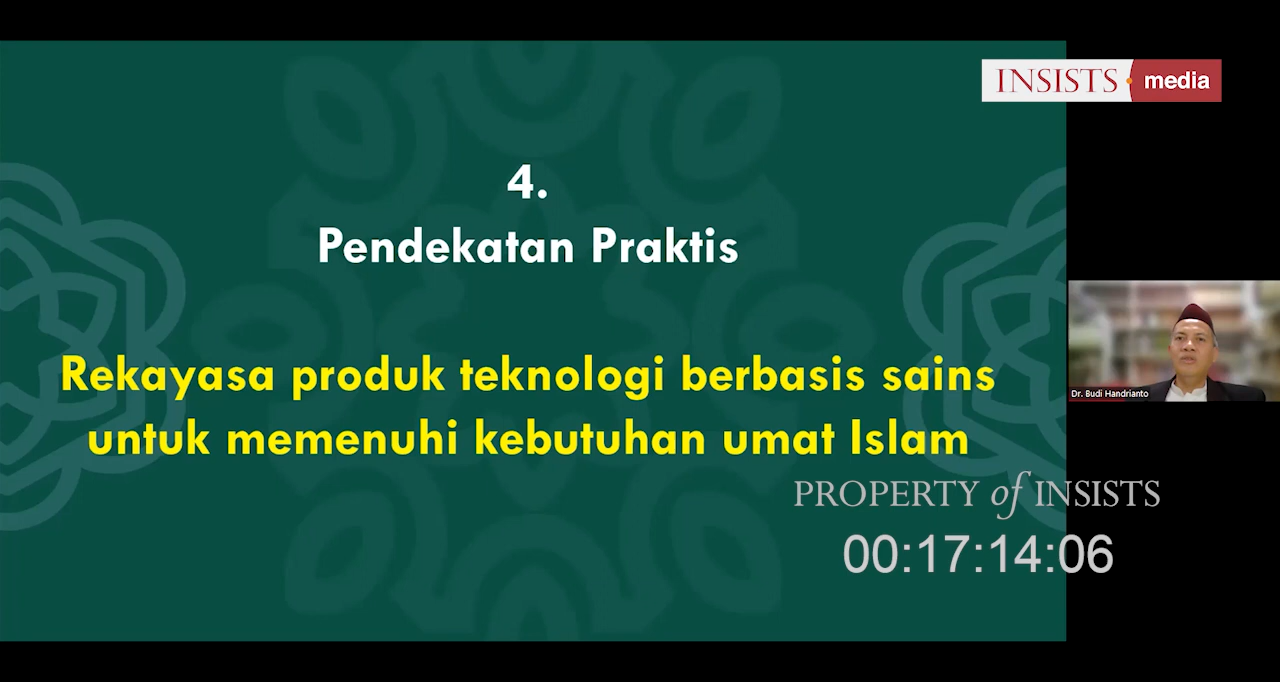 INSISTS media
4.
Pendekatan Praktis
Rekayasa produk teknologi berbasis sains
untuk memenuhi kebutuhan umat Islam
Dr. Budi Handrianto
PROPERTY of INSISTS
00:17:14:06